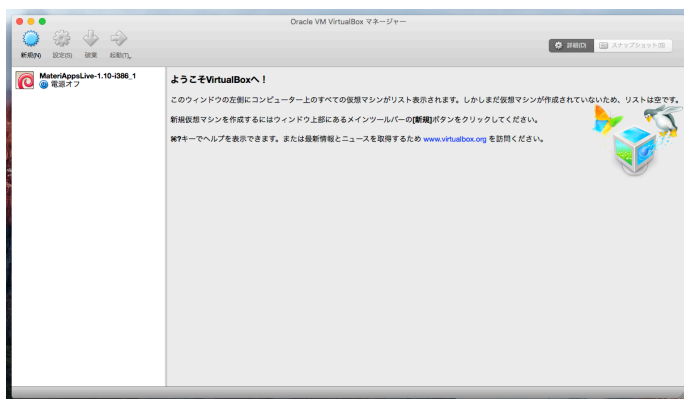 Oracle VM VirtualBox マネージャー
新規(N) 設定(S) 破棄 起動(T)
詳細(D) スナップショット(S)
MateriAppsLive-1.10-i386_1
電源オフ
ようこそVirtualBoxへ！
このウィンドウの左側にコンピューター上のすべての仮想マシンがリスト表示されます。しかしまだ仮想マシンが作成されていないため、リストは空です。
新規仮想マシンを作成するにはウィンドウ上部にあるメインツールバーの[新規]ボタンをクリックしてください。
⌘?キーでヘルプを表示できます。または最新情報とニュースを取得するため www.virtualbox.org を訪問ください。